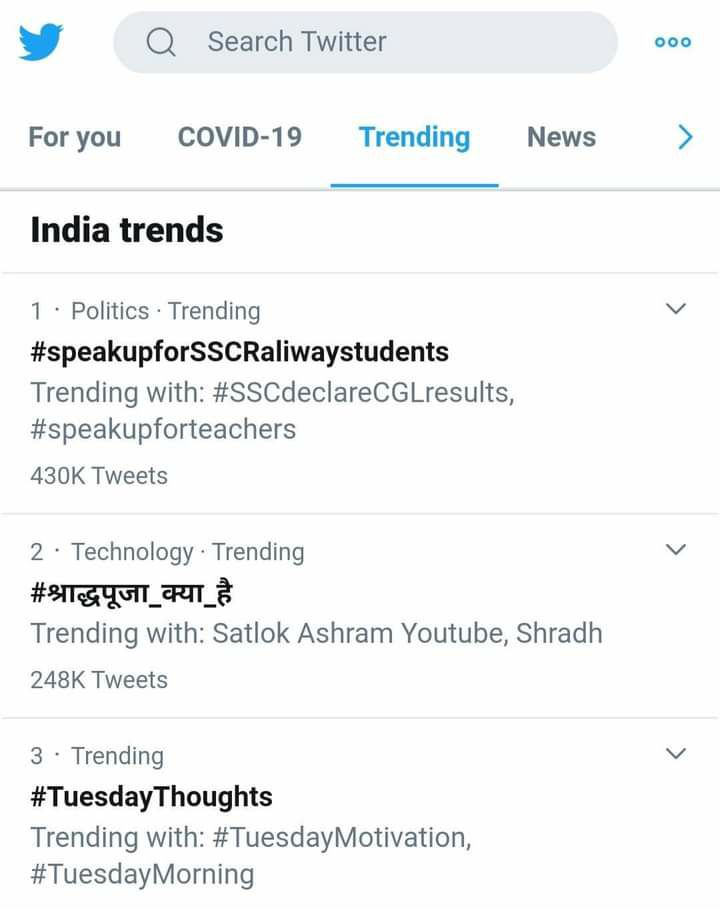 Search Twitter
For you COVID-19 Trending News
India trends
1 · Politics · Trending
#speakupforSSCRaliwaystudents
Trending with: #SSCdeclareCGLresults,
#speakupforteachers
430K Tweets
2 · Technology · Trending
#श्राद्धपूजा_क्या_है
Trending with: Satlok Ashram Youtube, Shradh
248K Tweets
3 · Trending
#TuesdayThoughts
Trending with: #TuesdayMotivation,
#TuesdayMorning